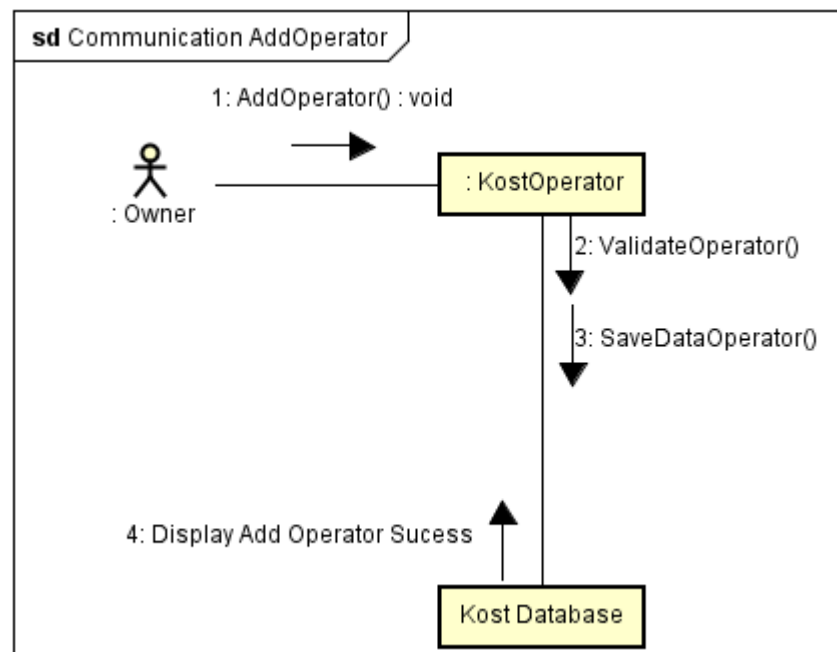 sd Communication AddOperator
1: AddOperator() : void
: Owner
: KostOperator
2: ValidateOperator()
3: SaveDataOperator()
4: Display Add Operator Sucess
Kost Database